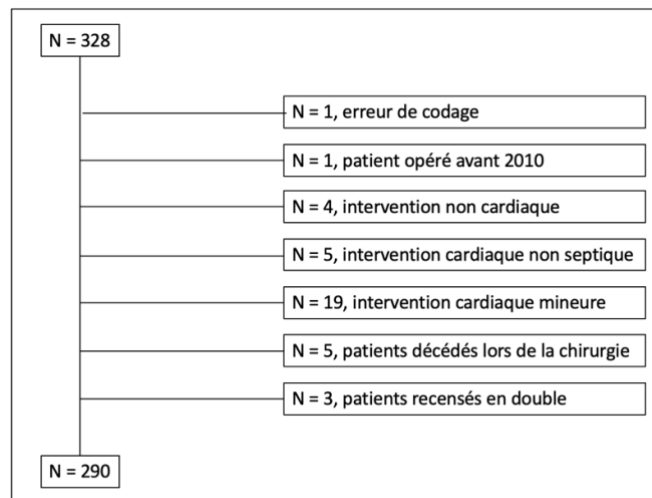 N = 328
N = 1, erreur de codage
N = 1, patient opéré avant 2010
N = 4, intervention non cardiaque
N = 5, intervention cardiaque non septique
N = 19, intervention cardiaque mineure
N = 5, patients décédés lors de la chirurgie
N = 3, patients recensés en double
N = 290